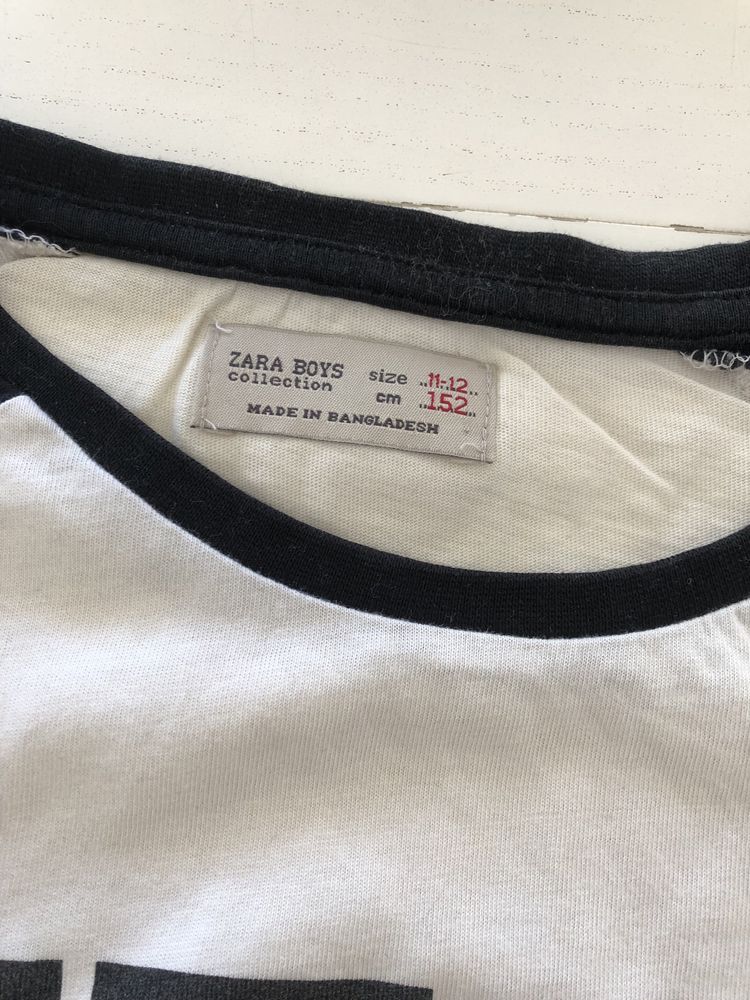 ZARA BOYS
collection
size 11-12
cm 152
MADE IN BANGLADESH